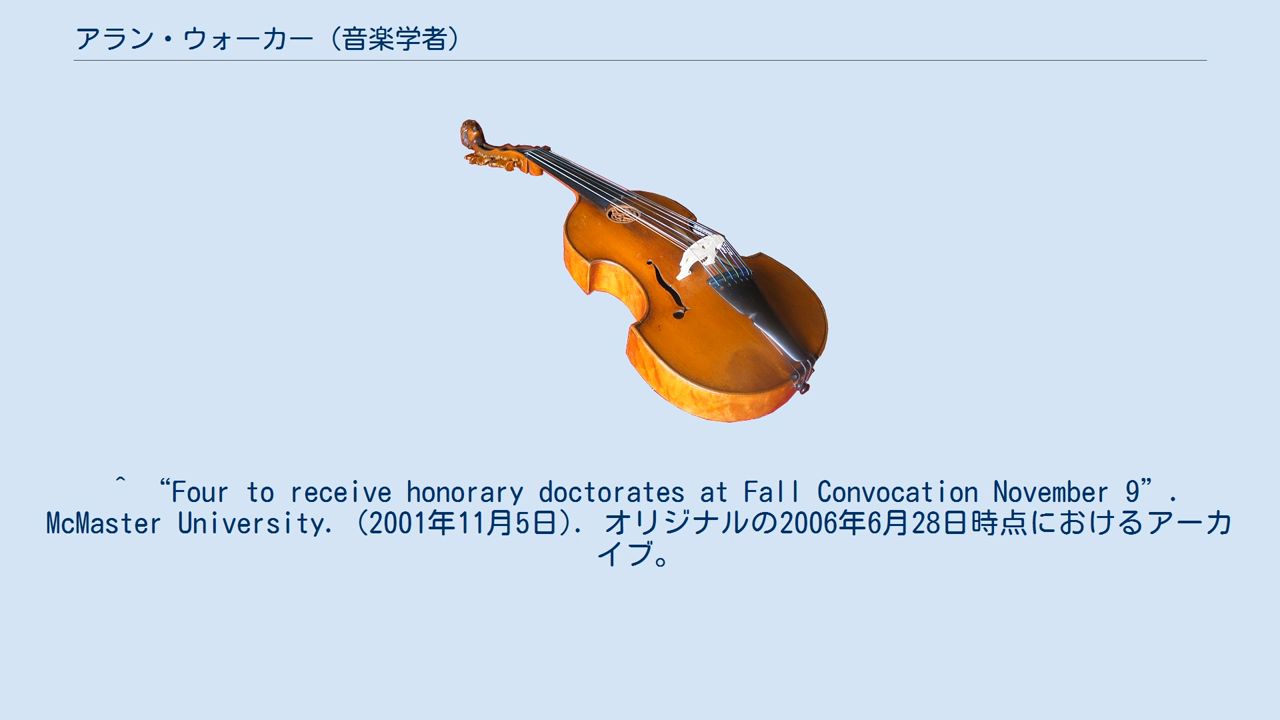 アラン・ウォーカー（音楽学者）
^ “Four to receive honorary doctorates at Fall Convocation November 9”.
McMaster University. (2001年11月5日). オリジナルの2006年6月28日時点におけるアーカ
イブ。